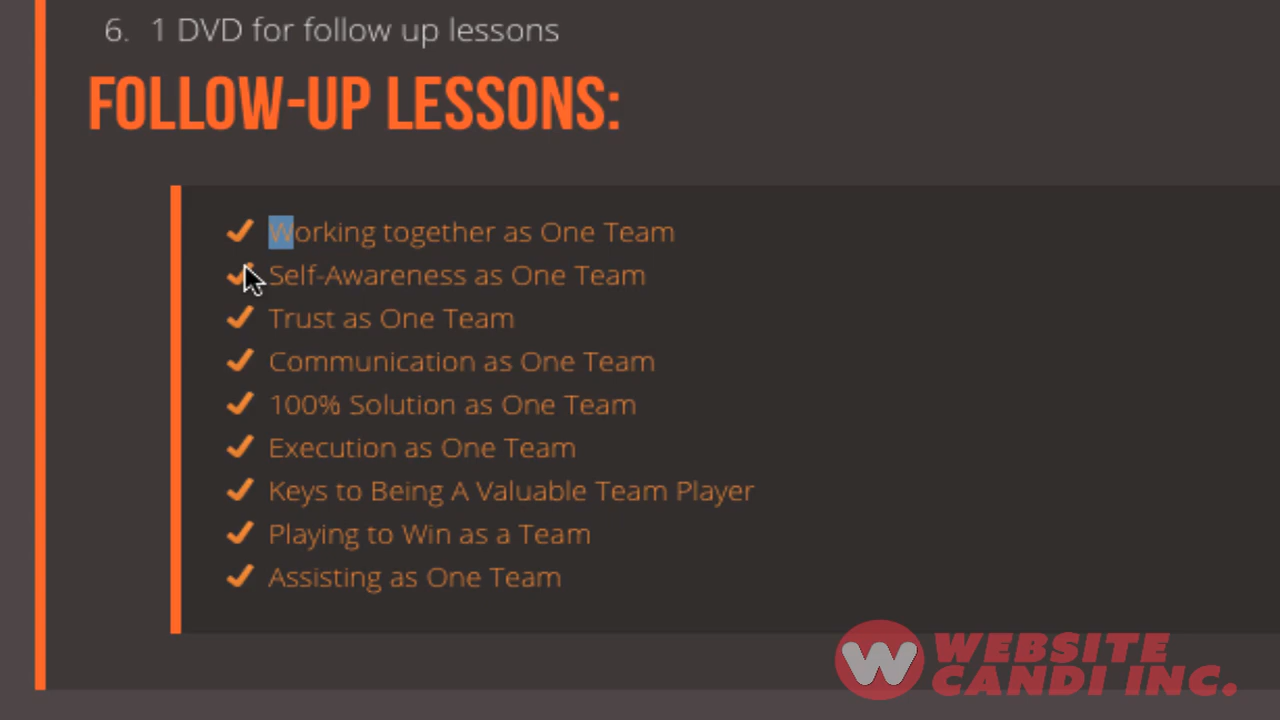 6. 1 DVD for follow up lessons
FOLLOW-UP LESSONS:
Working together as One Team
Self-Awareness as One Team
Trust as One Team
Communication as One Team
100% Solution as One Team
Execution as One Team
Keys to Being A Valuable Team Player
Playing to Win as a Team
Assisting as One Team
W WEBSITE
CANDI INC.